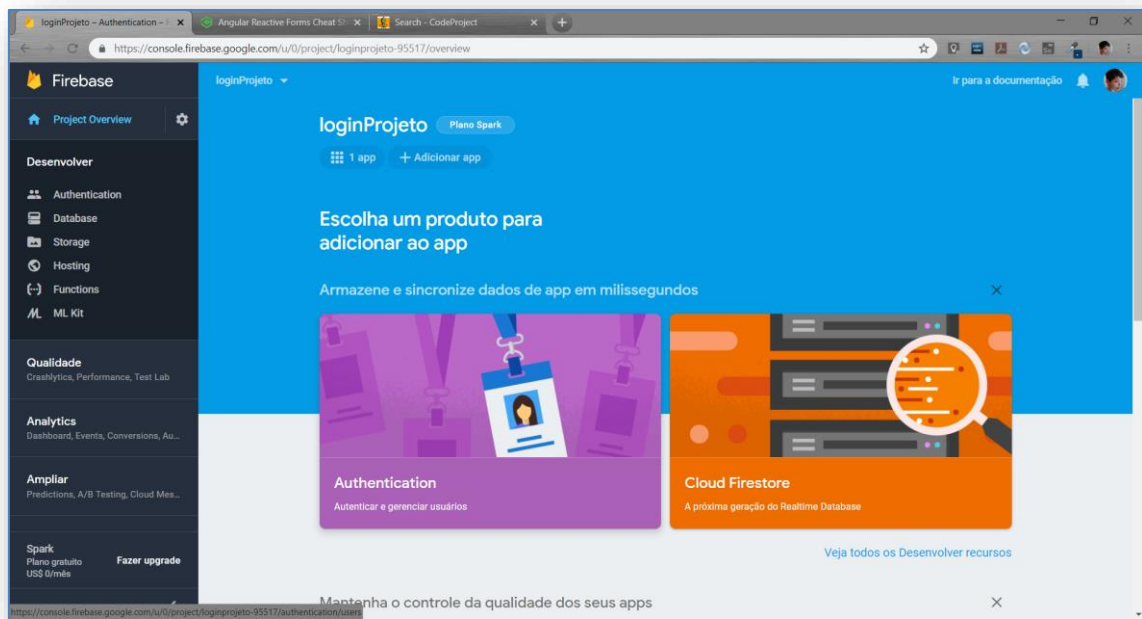 loginProjeto – Authentication –
Angular Reactive Forms Cheat
Search - CodeProject
https://console.firebase.google.com/u/0/project/loginprojeto-95517/overview
Firebase
loginProjeto
Ir para a documentação
Project Overview
Desenvolver
Authentication
Database
Storage
Hosting
Functions
ML Kit
Qualidade
Crashlytics, Performance, Test Lab
Analytics
Dashboard, Events, Conversions, Au...
Ampliar
Predictions, A/B Testing, Cloud Mes...
Spark
Plano gratuito
US$ 0/mês
Fazer upgrade
loginProjeto
Plano Spark
1 app
+ Adicionar app
Escolha um produto para
adicionar ao app
Armazene e sincronize dados de app em milissegundos
Authentication
Autenticar e gerenciar usuários
Cloud Firestore
A próxima geração do Realtime Database
Veja todos os Desenvolver recursos
Mantenha o controle da qualidade dos seus apps
https://console.firebase.google.com/u/0/project/loginprojeto-95517/authentication/users